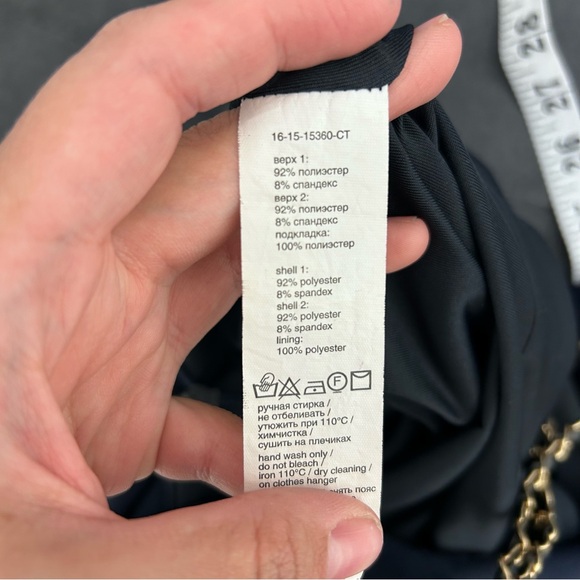 16-15-15360-CT
верх 1:
92% полиэстер
8% спандекс
верх 2:
92% полиэстер
8% спандекс
подкладка:
100% полиэстер
shell 1:
92% polyester
8% spandex
shell 2:
92% polyester
8% spandex
lining:
100% polyester
F
ручная стирка /
не отбеливать /
утюжить при 110°C /
химчистка /
сушить на плечиках
hand wash only /
do not bleach /
iron 110°C / dry cleaning /
on clothes hanger
пояс
28
27